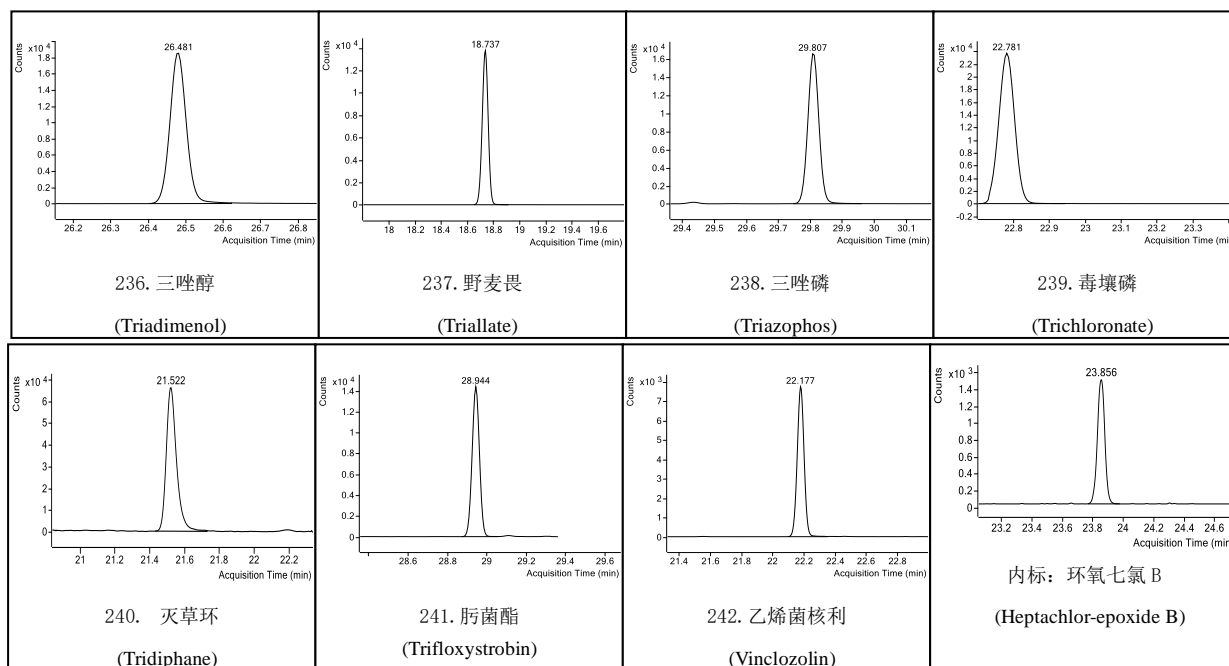 Counts
x10 4
26.481
1.8
1.6
1.4
1.2
1
0.8
0.6
0.4
0.2
0
26.2 26.3 26.4 26.5 26.6 26.7 26.8
Acquisition Time (min)
236. 三唑醇
(Triadimenol)
Counts
x10 4
18.737
1.4
1.2
1
0.8
0.6
0.4
0.2
0
18 18.2 18.4 18.6 18.8 19 19.2 19.4 19.6
Acquisition Time (min)
237. 野麦畏
(Triallate)
Counts
x10 4
29.807
1.6
1.4
1.2
1
0.8
0.6
0.4
0.2
0
29.4 29.5 29.6 29.7 29.8 29.9 30 30.1
Acquisition Time (min)
238. 三唑磷
(Triazophos)
Counts
x10 4
22.781
2.2
2
1.8
1.6
1.4
1.2
1
0.8
0.6
0.4
0.2
0
-0.2
22.8 22.9 23 23.1 23.2 23.3
Acquisition Time (min)
239. 毒壤磷
(Trichloronate)
Counts
x10 4
21.522
7
6
5
4
3
2
1
0
21 21.2 21.4 21.6 21.8 22 22.2
Acquisition Time (min)
240. 灭草环
(Tridiphane)
Counts
x10 4
28.944
1.4
1.2
1
0.8
0.6
0.4
0.2
0
28.6 28.8 29 29.2 29.4 29.6
Acquisition Time (min)
241. 肟菌酯
(Trifloxystrobin)
Counts
x10 3
22.177
8
7
6
5
4
3
2
1
0
21.4 21.6 21.8 22 22.2 22.4 22.6 22.8
Acquisition Time (min)
242. 乙烯菌核利
(Vinclozolin)
Counts
x10 3
23.856
1.6
1.4
1.2
1
0.8
0.6
0.4
0.2
0
23.2 23.4 23.6 23.8 24 24.2 24.4 24.6
Acquisition Time (min)
内标：环氧七氯 B
(Heptachlor-epoxide B)